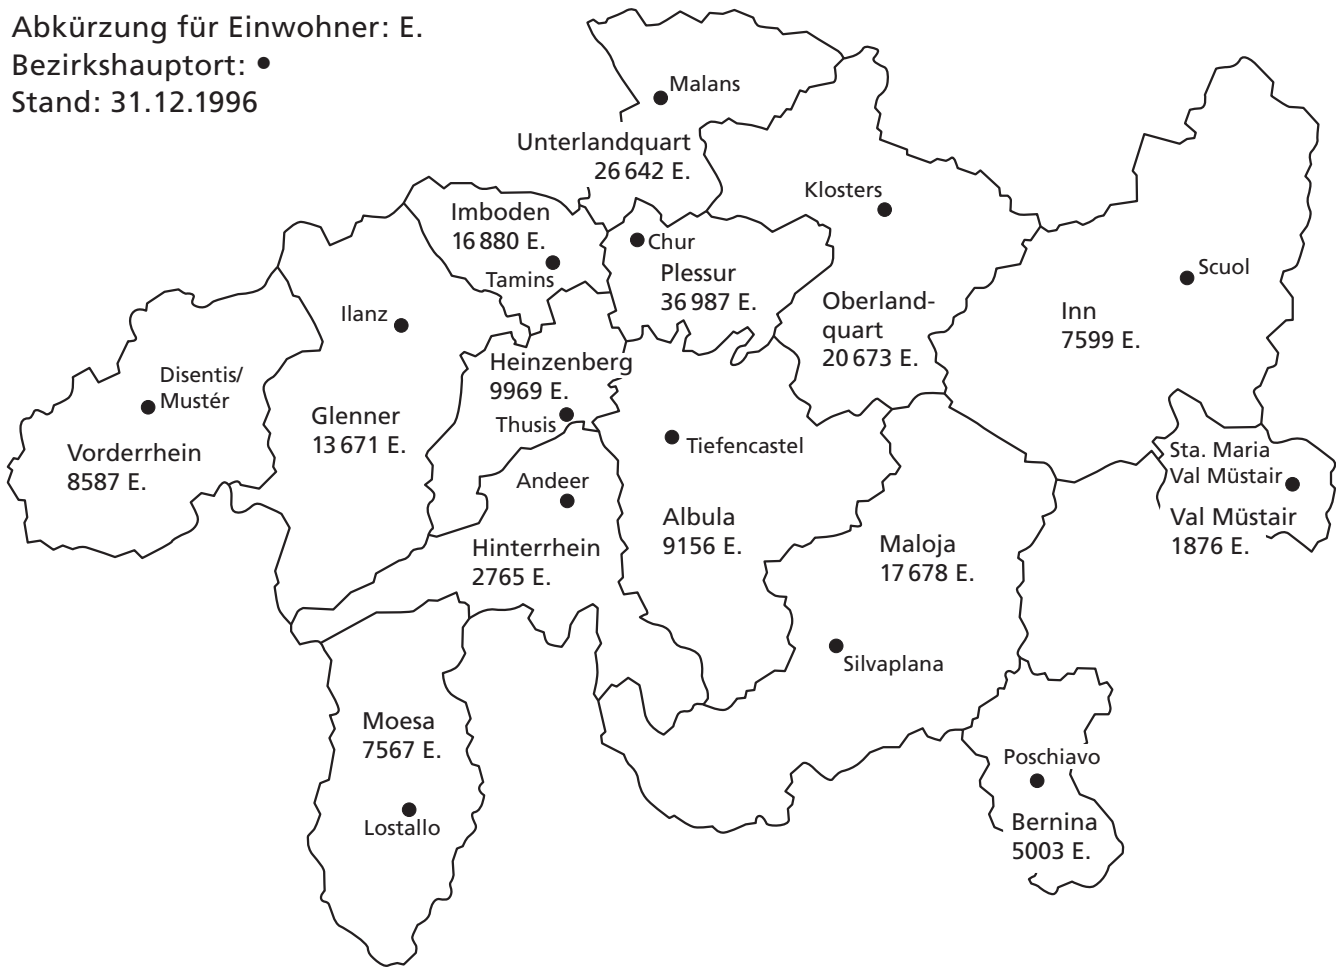 Abkürzung für Einwohner: E.
Bezirkshauptort:
Stand: 31.12.1996
Malans
Unterlandquart
26 642 E.
Klosters
Imboden
16 880 E.
Tamins
Chur
Plessur
36 987 E.
Scuol
Inn
7599 E.
Oberland-
quart
20 673 E.
Ilanz
Glenner
13 671 E.
Heinzenberg
9969 E.
Thusis
Disentis/
Mustér
Vorderrhein
8587 E.
Tiefencastel
Albula
9156 E.
Sta. Maria
Val Müstair
Val Müstair
1876 E.
Andeer
Hinterrhein
2765 E.
Maloja
17 678 E.
Silvaplana
Moesa
7567 E.
Lostallo
Poschiavo
Bernina
5003 E.